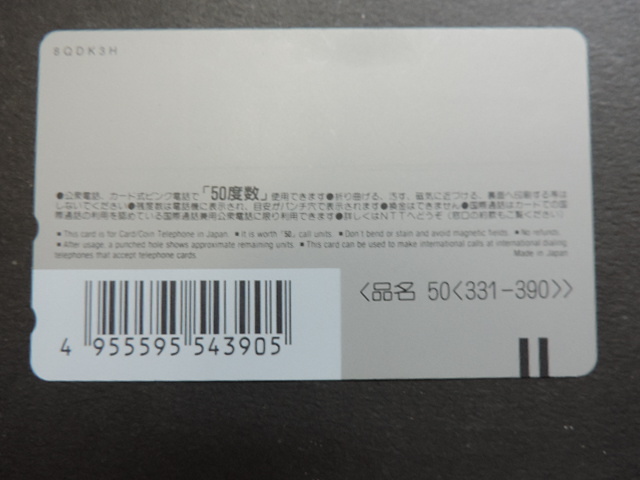 8QDK3H
●公衆電話、カード式ピンク電話で「50度数」使用できます●折り曲げる、汚す、磁気に近づける、裏面へ印刷する等は
しないでください●残度数は電話機に表示され、目安がパンチ穴で表示されます●換金はできません●国際通話はカードでの国
際通話の利用を認めている国際通話兼用公衆電話に限り利用できます●詳しくはNTTへどうぞ（窓口の約款もご覧ください）
●This card is for Card/Coin Telephone in Japan. ●It is worth「50」call units. ●Don't bend or stain and avoid magnetic fields. ●No refunds.
●After usage, a punched hole shows approximate remaining units. ●This card can be used to make international calls at international dialing
telephones that accept telephone cards. Made in Japan
〈品名 50〈331-390〉〉
4 955595 543905